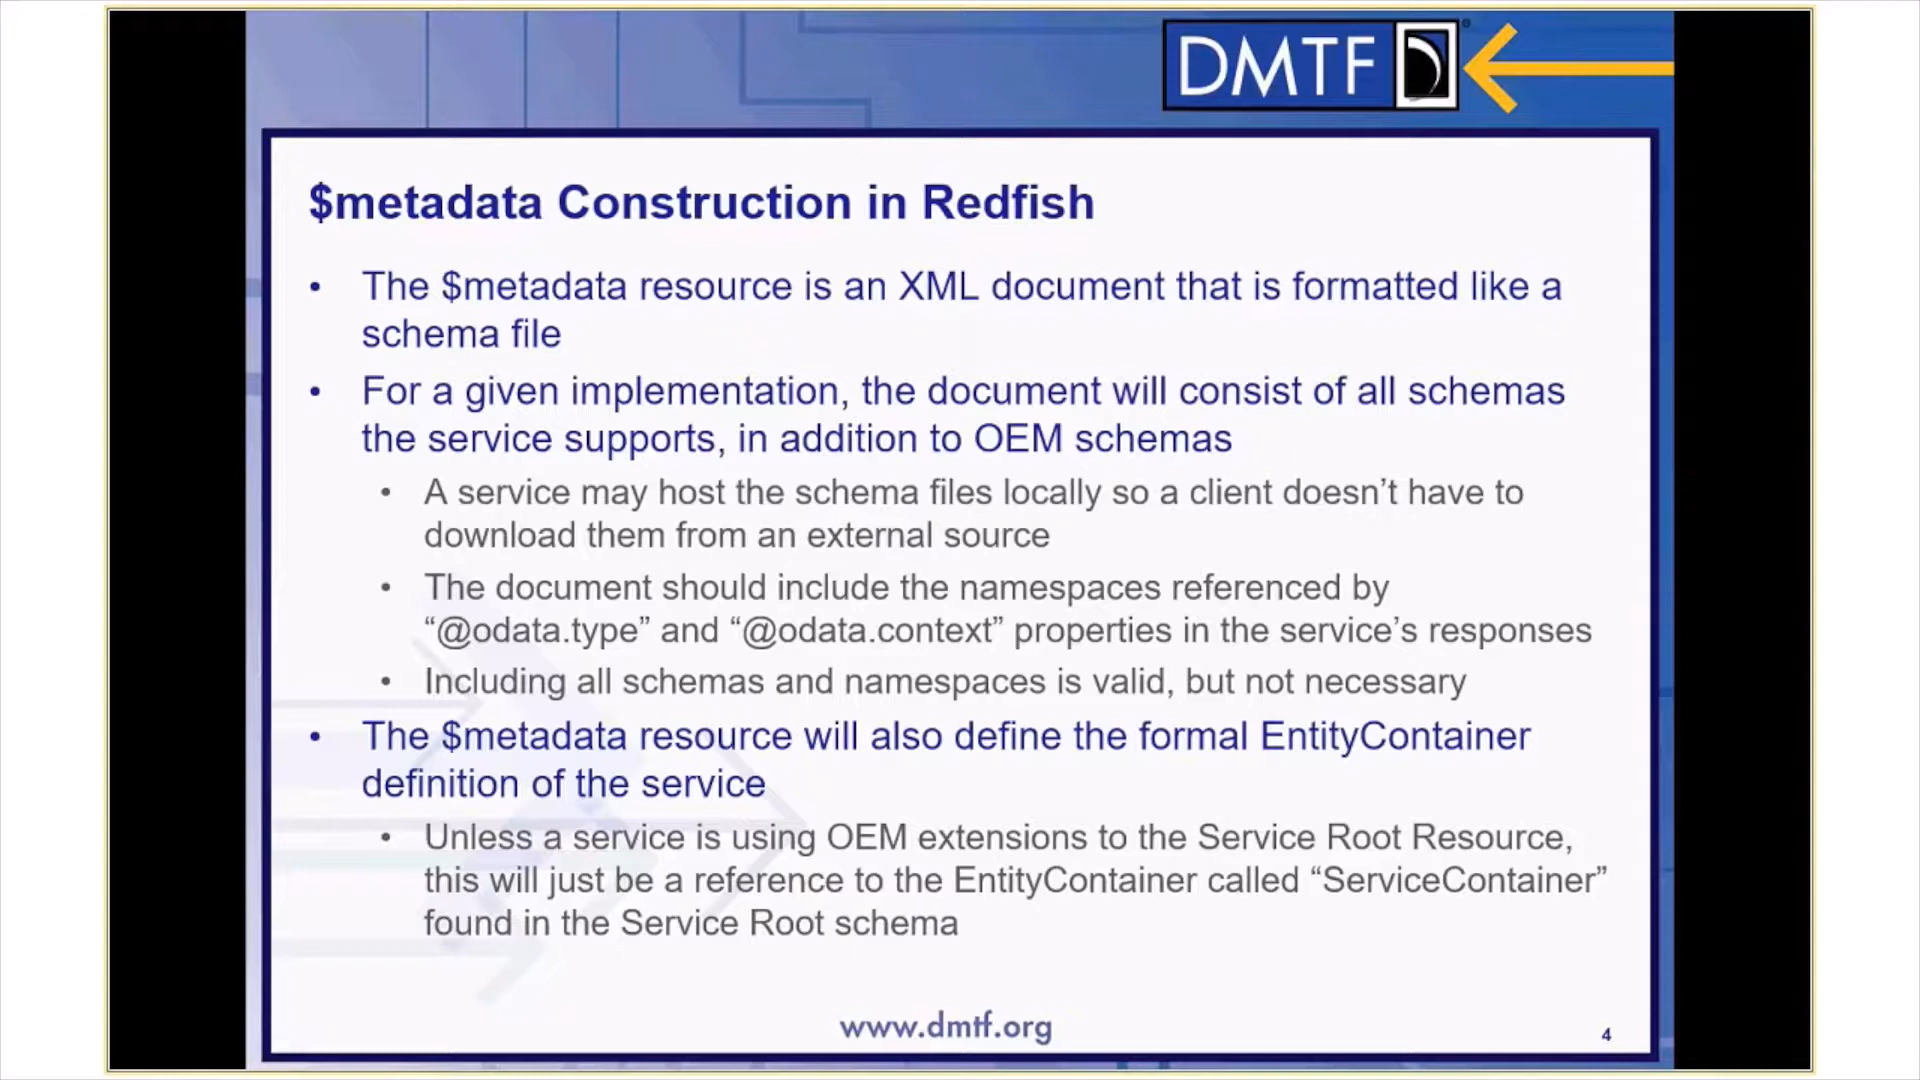 DMTF
$metadata Construction in Redfish
• The $metadata resource is an XML document that is formatted like a
schema file
• For a given implementation, the document will consist of all schemas
the service supports, in addition to OEM schemas
• A service may host the schema files locally so a client doesn’t have to
download them from an external source
• The document should include the namespaces referenced by
“@odata.type” and “@odata.context” properties in the service’s responses
• Including all schemas and namespaces is valid, but not necessary
• The $metadata resource will also define the formal EntityContainer
definition of the service
• Unless a service is using OEM extensions to the Service Root Resource,
this will just be a reference to the EntityContainer called “ServiceContainer”
found in the Service Root schema
www.dmtf.org
4